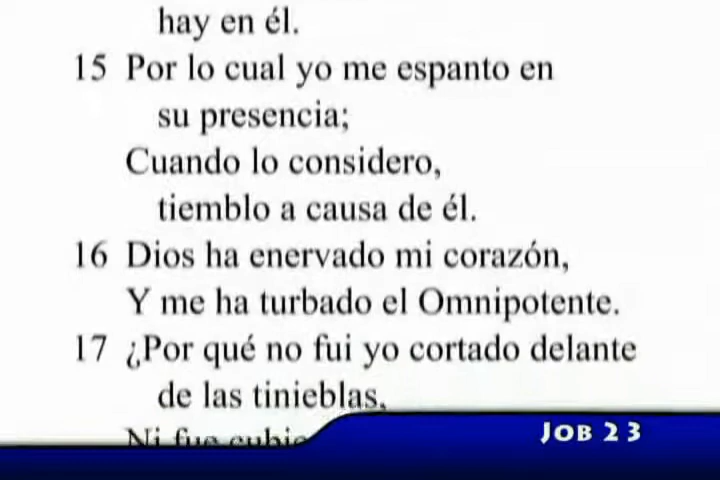 hay en él.
15 Por lo cual yo me espanto en
su presencia;
Cuando lo considero,
tiemblo a causa de él.
16 Dios ha enervado mi corazón,
Y me ha turbado el Omnipotente.
17 ¿Por qué no fui yo cortado delante
de las tinieblas,
Ni fue
JOB 23